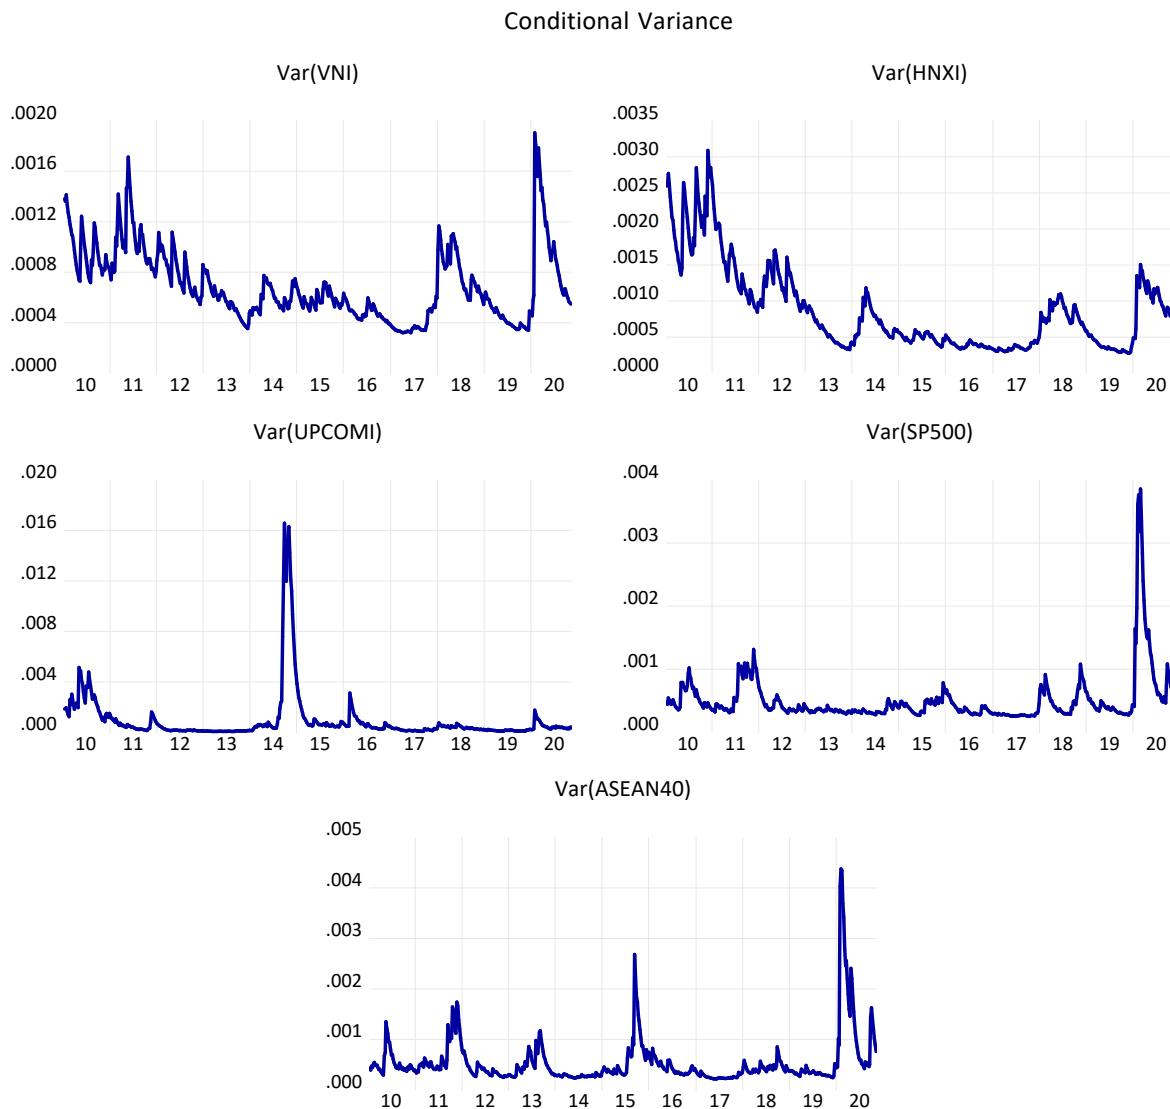 Conditional Variance
Var(VNI)
.0020
.0016
.0012
.0008
.0004
.0000
10 11 12 13 14 15 16 17 18 19 20
Var(HNXI)
.0035
.0030
.0025
.0020
.0015
.0010
.0005
.0000
10 11 12 13 14 15 16 17 18 19 20
Var(UPCOMI)
.020
.016
.012
.008
.004
.000
10 11 12 13 14 15 16 17 18 19 20
Var(SP500)
.004
.003
.002
.001
.000
10 11 12 13 14 15 16 17 18 19 20
Var(ASEAN40)
.005
.004
.003
.002
.001
.000
10 11 12 13 14 15 16 17 18 19 20